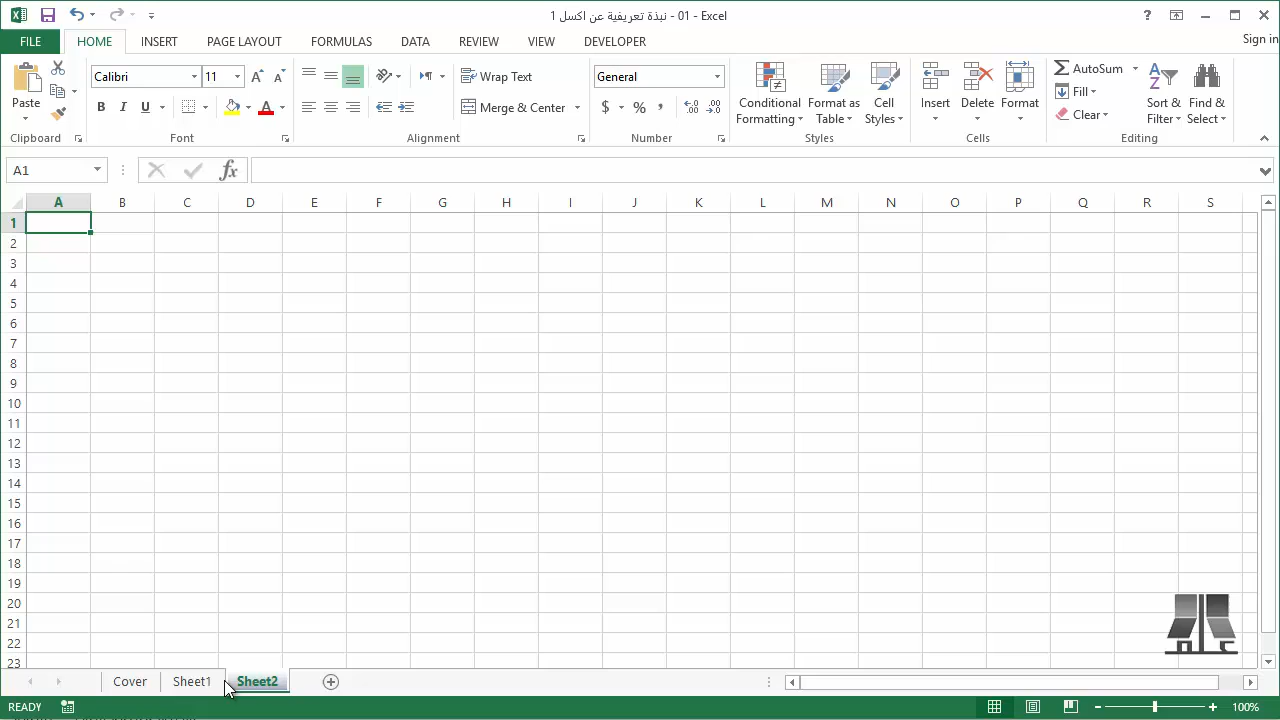 نبذة تعريفية عن اكسل 1 - 01 - Excel
Sign in
FILE HOME INSERT PAGE LAYOUT FORMULAS DATA REVIEW VIEW DEVELOPER
Paste
Calibri 11
B I U
Wrap Text
Merge & Center
General
$ % ,
Conditional Formatting
Format as Table
Cell Styles
Insert Delete Format
AutoSum
Fill
Clear
Sort & Filter
Find & Select
Clipboard Font Alignment Number Styles Cells Editing
A1 fx
A B C D E F G H I J K L M N O P Q R S
1
2
3
4
5
6
7
8
9
10
11
12
13
14
15
16
17
18
19
20
21
22
23
Cover Sheet1 Sheet2
READY 100%